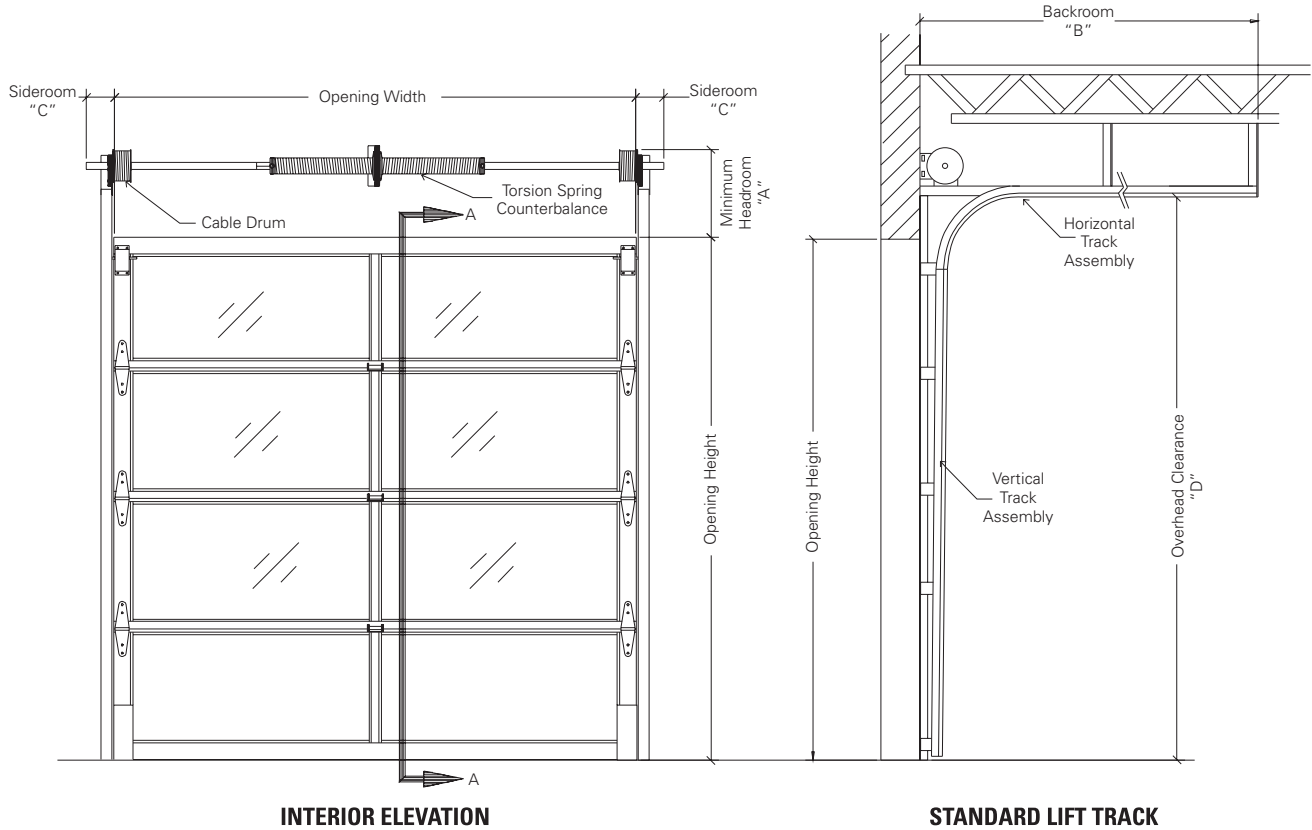 Sideroom
“C”
Opening Width
Sideroom
“C”
Minimum
Headroom
“A”
Torsion Spring
Counterbalance
Cable Drum
A
Opening Height
A
INTERIOR ELEVATION
Backroom
“B”
Horizontal
Track
Assembly
Opening Height
Vertical
Track
Assembly
Overhead Clearance
“D”
STANDARD LIFT TRACK